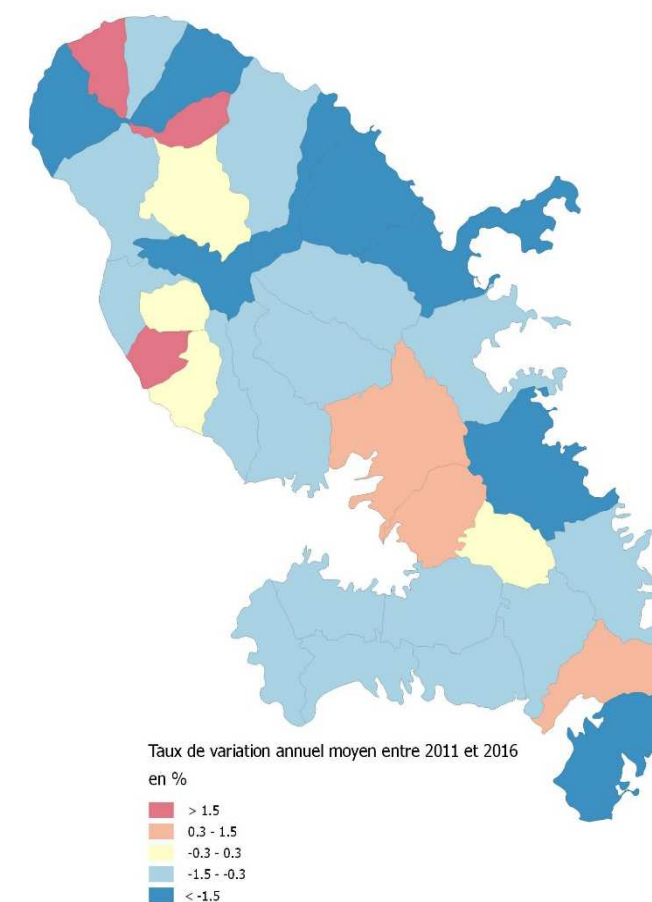 Taux de variation annuel moyen entre 2011 et 2016
en %
> 1.5
0.3 - 1.5
-0.3 - 0.3
-1.5 - -0.3
< -1.5